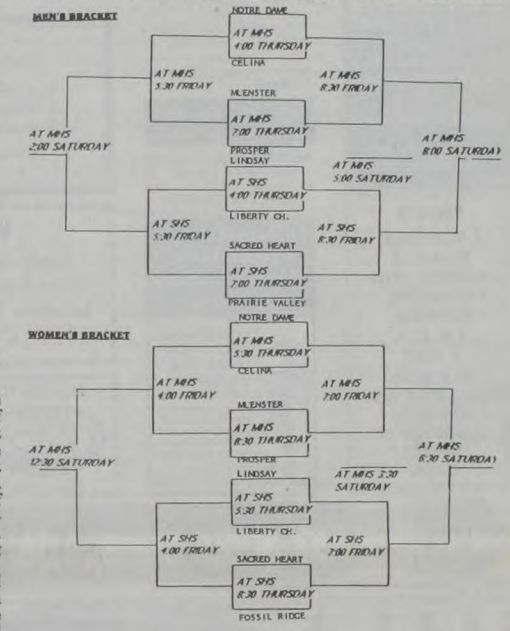 MEN'S BRACKET
NOTRE DAME
AT MHS
4:00 THURSDAY
CELINA
AT MHS
5:30 FRIDAY
AT MHS
8:30 FRIDAY
MUENSTER
AT MHS
7:00 THURSDAY
PROSPER
AT MHS
2:00 SATURDAY
AT MHS
8:00 SATURDAY
AT MHS
5:00 SATURDAY
LINDSAY
AT SHS
4:00 THURSDAY
LIBERTY CH.
AT SHS
5:30 FRIDAY
AT SHS
8:30 FRIDAY
SACRED HEART
AT SHS
7:00 THURSDAY
PRAIRIE VALLEY
WOMEN'S BRACKET
NOTRE DAME
AT MHS
5:30 THURSDAY
CELINA
AT MHS
4:00 FRIDAY
AT MHS
7:00 FRIDAY
MUENSTER
AT MHS
8:30 THURSDAY
PROSPER
AT MHS
12:30 SATURDAY
AT MHS
6:30 SATURDAY
AT MHS 3:30
SATURDAY
LINDSAY
AT SHS
5:30 THURSDAY
LIBERTY CH.
AT SHS
4:00 FRIDAY
AT SHS
7:00 FRIDAY
SACRED HEART
AT SHS
8:30 THURSDAY
FOSSIL RIDGE